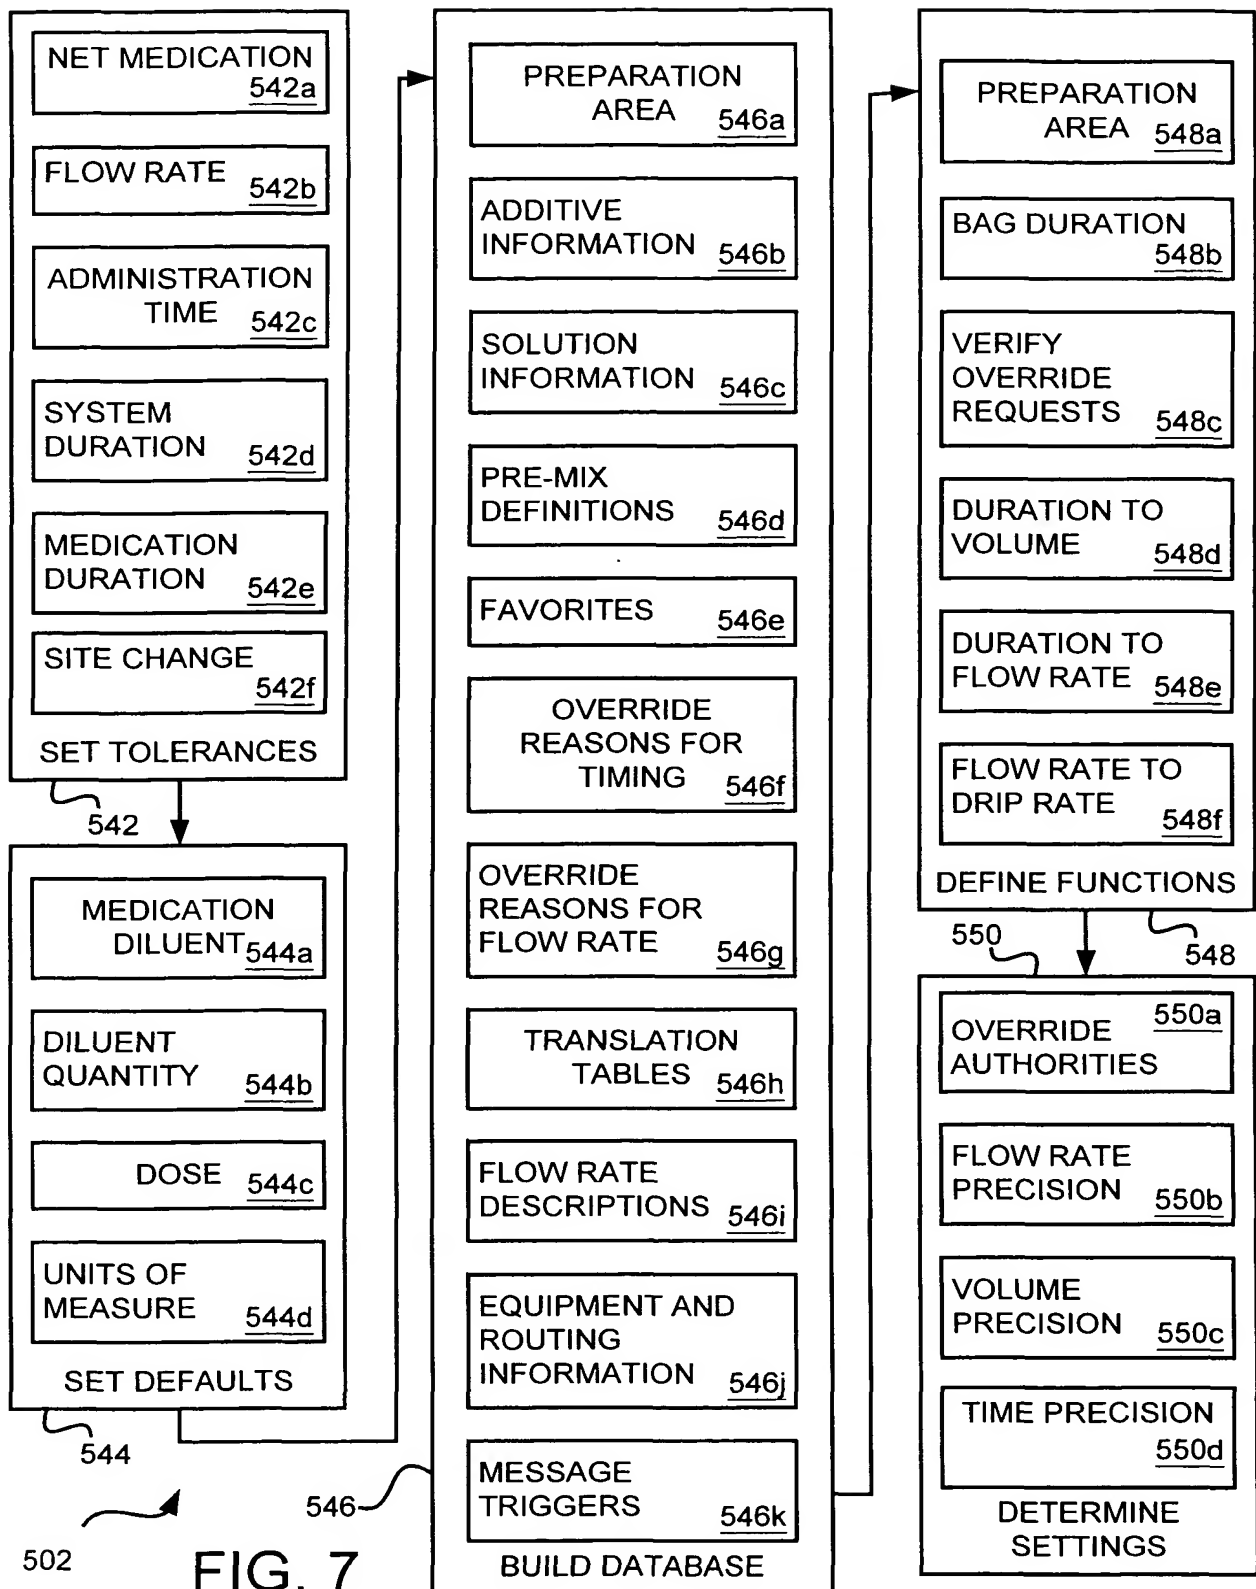 NET MEDICATION
542a
FLOW RATE
542b
ADMINISTRATION
TIME 542c
SYSTEM
DURATION 542d
MEDICATION
DURATION 542e
SITE CHANGE
542f
SET TOLERANCES
542
MEDICATION
DILUENT 544a
DILUENT
QUANTITY 544b
DOSE 544c
UNITS OF
MEASURE 544d
SET DEFAULTS
544
502
FIG. 7
PREPARATION
AREA 546a
ADDITIVE
INFORMATION 546b
SOLUTION
INFORMATION 546c
PRE-MIX
DEFINITIONS 546d
FAVORITES 546e
OVERRIDE
REASONS FOR
TIMING 546f
OVERRIDE
REASONS FOR
FLOW RATE 546g
TRANSLATION
TABLES 546h
FLOW RATE
DESCRIPTIONS 546i
EQUIPMENT AND
ROUTING
INFORMATION 546j
MESSAGE
TRIGGERS 546k
BUILD DATABASE
546
PREPARATION
AREA 548a
BAG DURATION
548b
VERIFY
OVERRIDE
REQUESTS 548c
DURATION TO
VOLUME 548d
DURATION TO
FLOW RATE 548e
FLOW RATE TO
DRIP RATE 548f
DEFINE FUNCTIONS
548
550
550a
OVERRIDE
AUTHORITIES
FLOW RATE
PRECISION 550b
VOLUME
PRECISION 550c
TIME PRECISION
550d
DETERMINE
SETTINGS